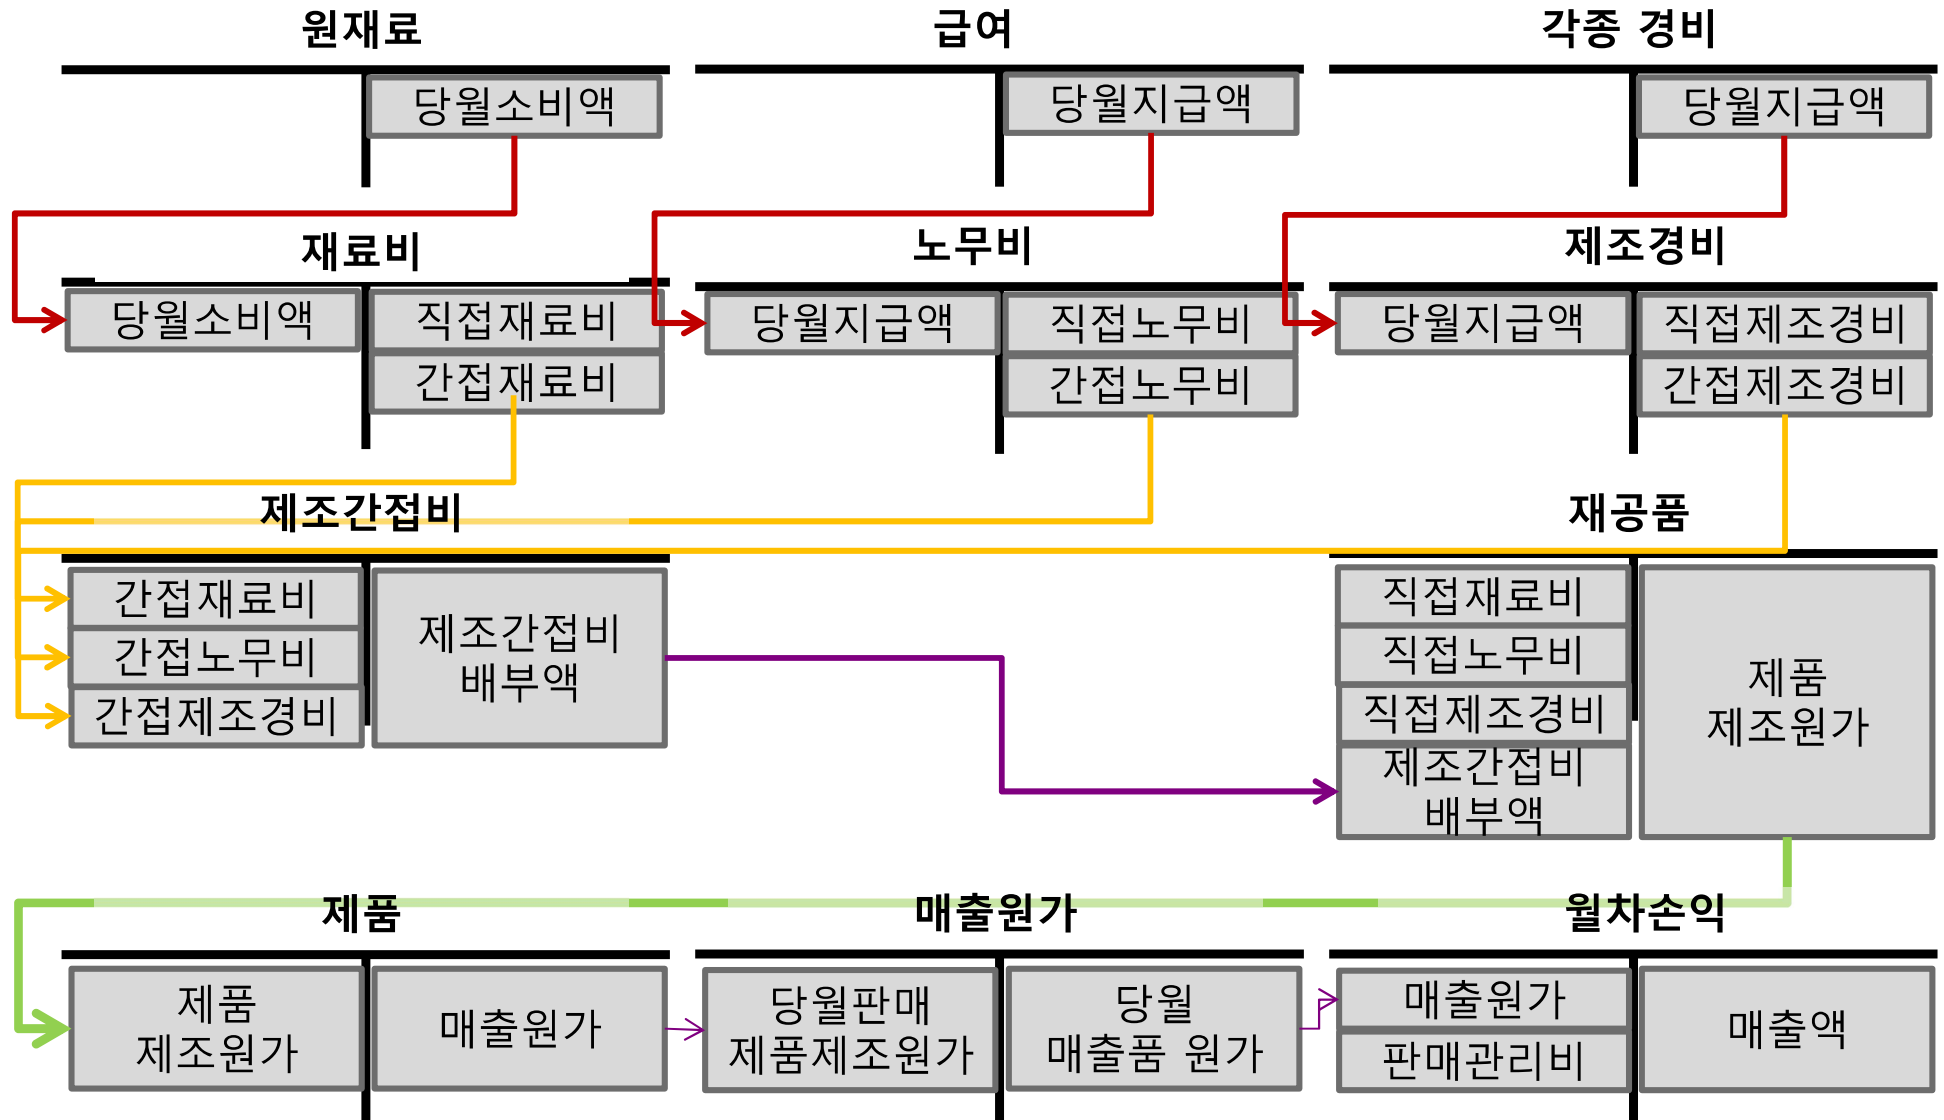 원재료
급여
각종 경비
당월소비액
당월지급액
당월지급액
재료비
노무비
제조경비
당월소비액
직접재료비
당월지급액
직접노무비
당월지급액
직접제조경비
간접재료비
간접노무비
간접제조경비
제조간접비
재공품
간접재료비
간접노무비
간접제조경비
제조간접비
배부액
직접재료비
직접노무비
직접제조경비
제조간접비
배부액
제품
제조원가
제품
매출원가
월차손익
제품
제조원가
매출원가
당월판매
제품제조원가
당월
매출품 원가
매출원가
판매관리비
매출액